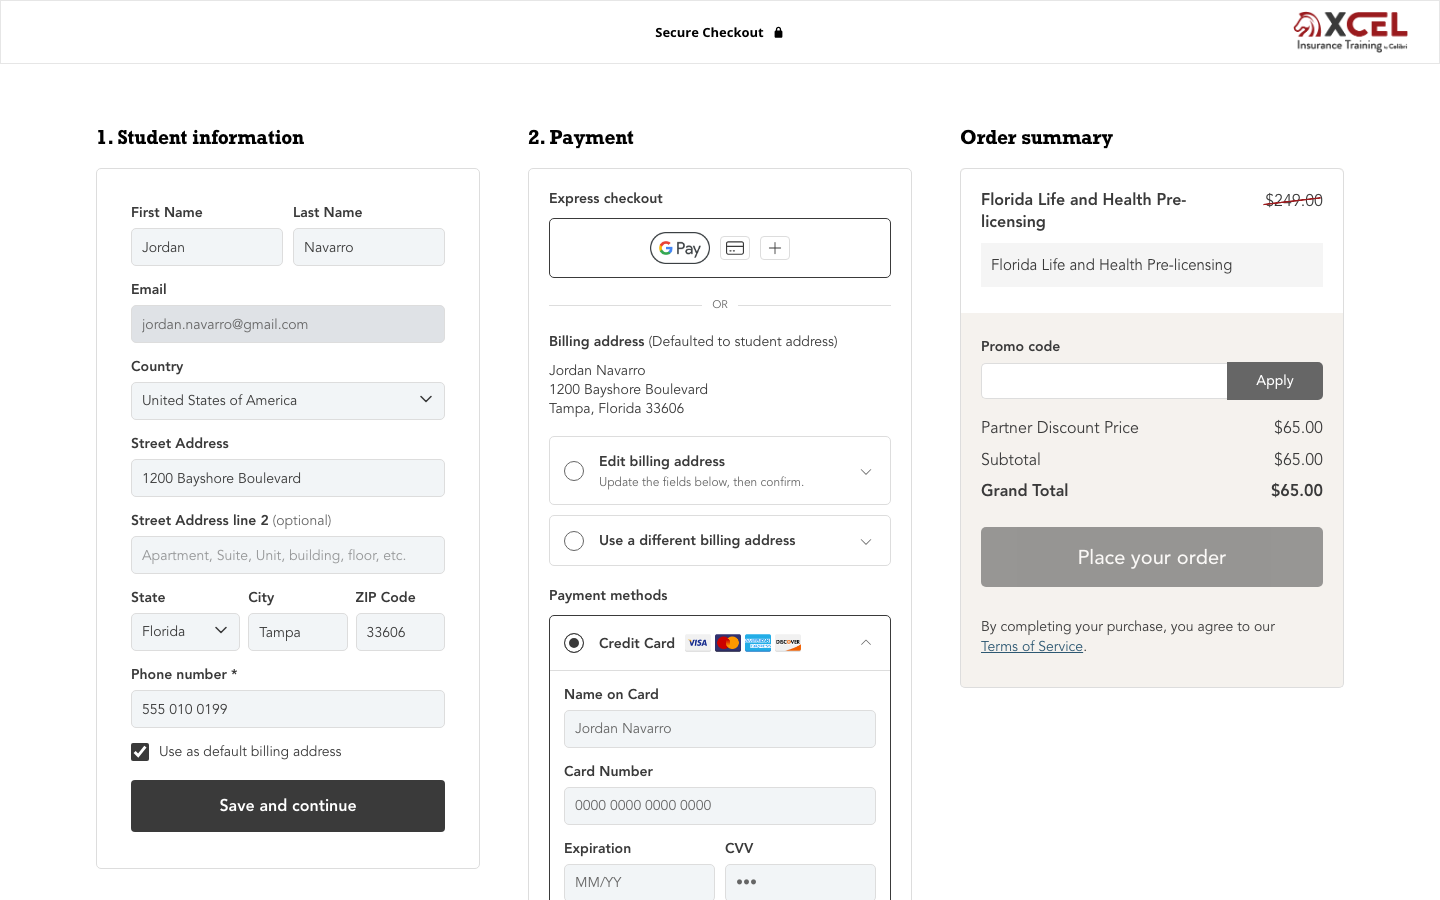 Secure Checkout
XCEL
Insurance Training by Colibri
1. Student information
First Name
Last Name
Jordan
Navarro
Email
jordan.navarro@gmail.com
Country
United States of America
Street Address
1200 Bayshore Boulevard
Street Address line 2 (optional)
Apartment, Suite, Unit, building, floor, etc.
State
City
ZIP Code
Florida
Tampa
33606
Phone number *
555 010 0199
Use as default billing address
Save and continue
2. Payment
Express checkout
G Pay
OR
Billing address (Defaulted to student address)
Jordan Navarro
1200 Bayshore Boulevard
Tampa, Florida 33606
Edit billing address
Update the fields below, then confirm.
Use a different billing address
Payment methods
Credit Card
VISA
DISCOVER
Name on Card
Jordan Navarro
Card Number
0000 0000 0000 0000
Expiration
CVV
MM/YY
•••
Order summary
Florida Life and Health Pre-
licensing
$249.00
Florida Life and Health Pre-licensing
Promo code
Apply
Partner Discount Price
$65.00
Subtotal
$65.00
Grand Total
$65.00
Place your order
By completing your purchase, you agree to our
Terms of Service.